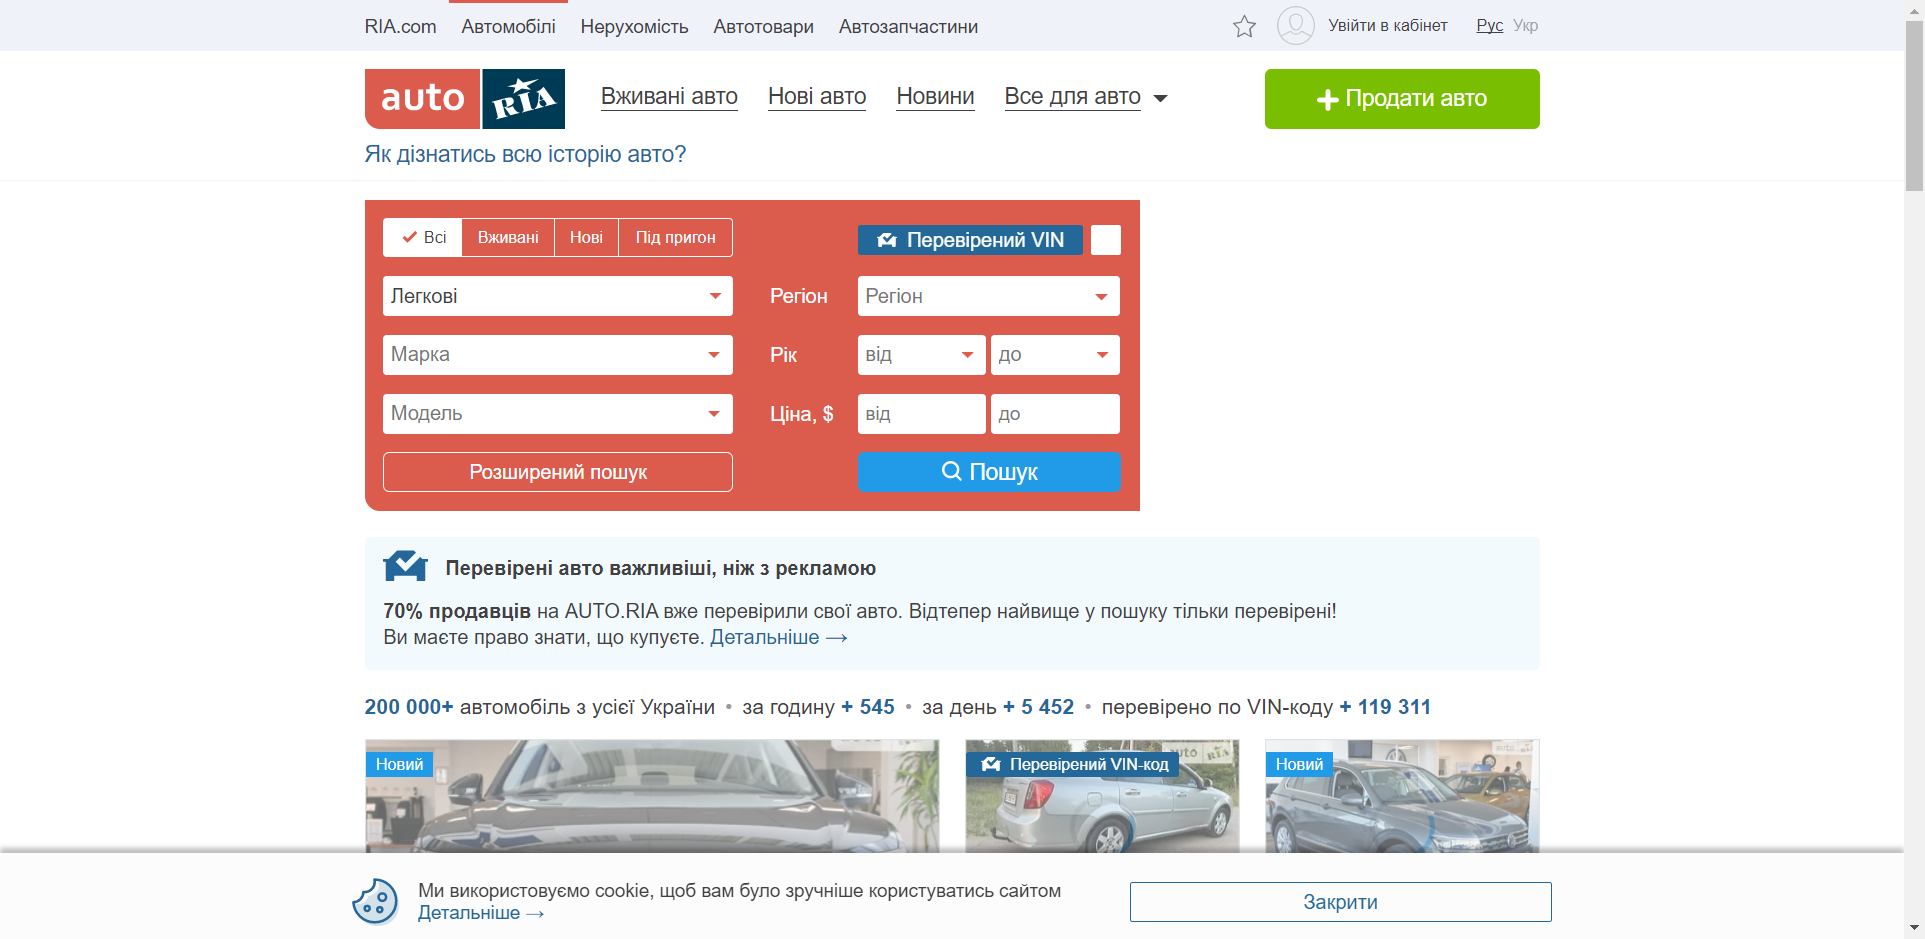 RIA.com Автомобілі Нерухомість Автотовари Автозапчастини Увійти в кабінет Рус Укр
auto RIA Вживані авто Нові авто Новини Все для авто Продати авто
Як дізнатись всю історію авто?
Всі Вживані Нові Під пригон Перевірений VIN
Легкові Регіон Регіон
Марка Рік від до
Модель Ціна, $ від до
Розширений пошук Пошук
Перевірені авто важливіші, ніж з рекламою
70% продавців на AUTO.RIA вже перевірили свої авто. Відтепер найвище у пошуку тільки перевірені!
Ви маєте право знати, що купуєте. Детальніше →
200 000+ автомобіль з усієї України • за годину + 545 • за день + 5 452 • перевірено по VIN-коду + 119 311
Новий Перевірений VIN-код auto RIA Новий auto
Ми використовуємо cookie, щоб вам було зручніше користуватись сайтом
Детальніше →
Закрити